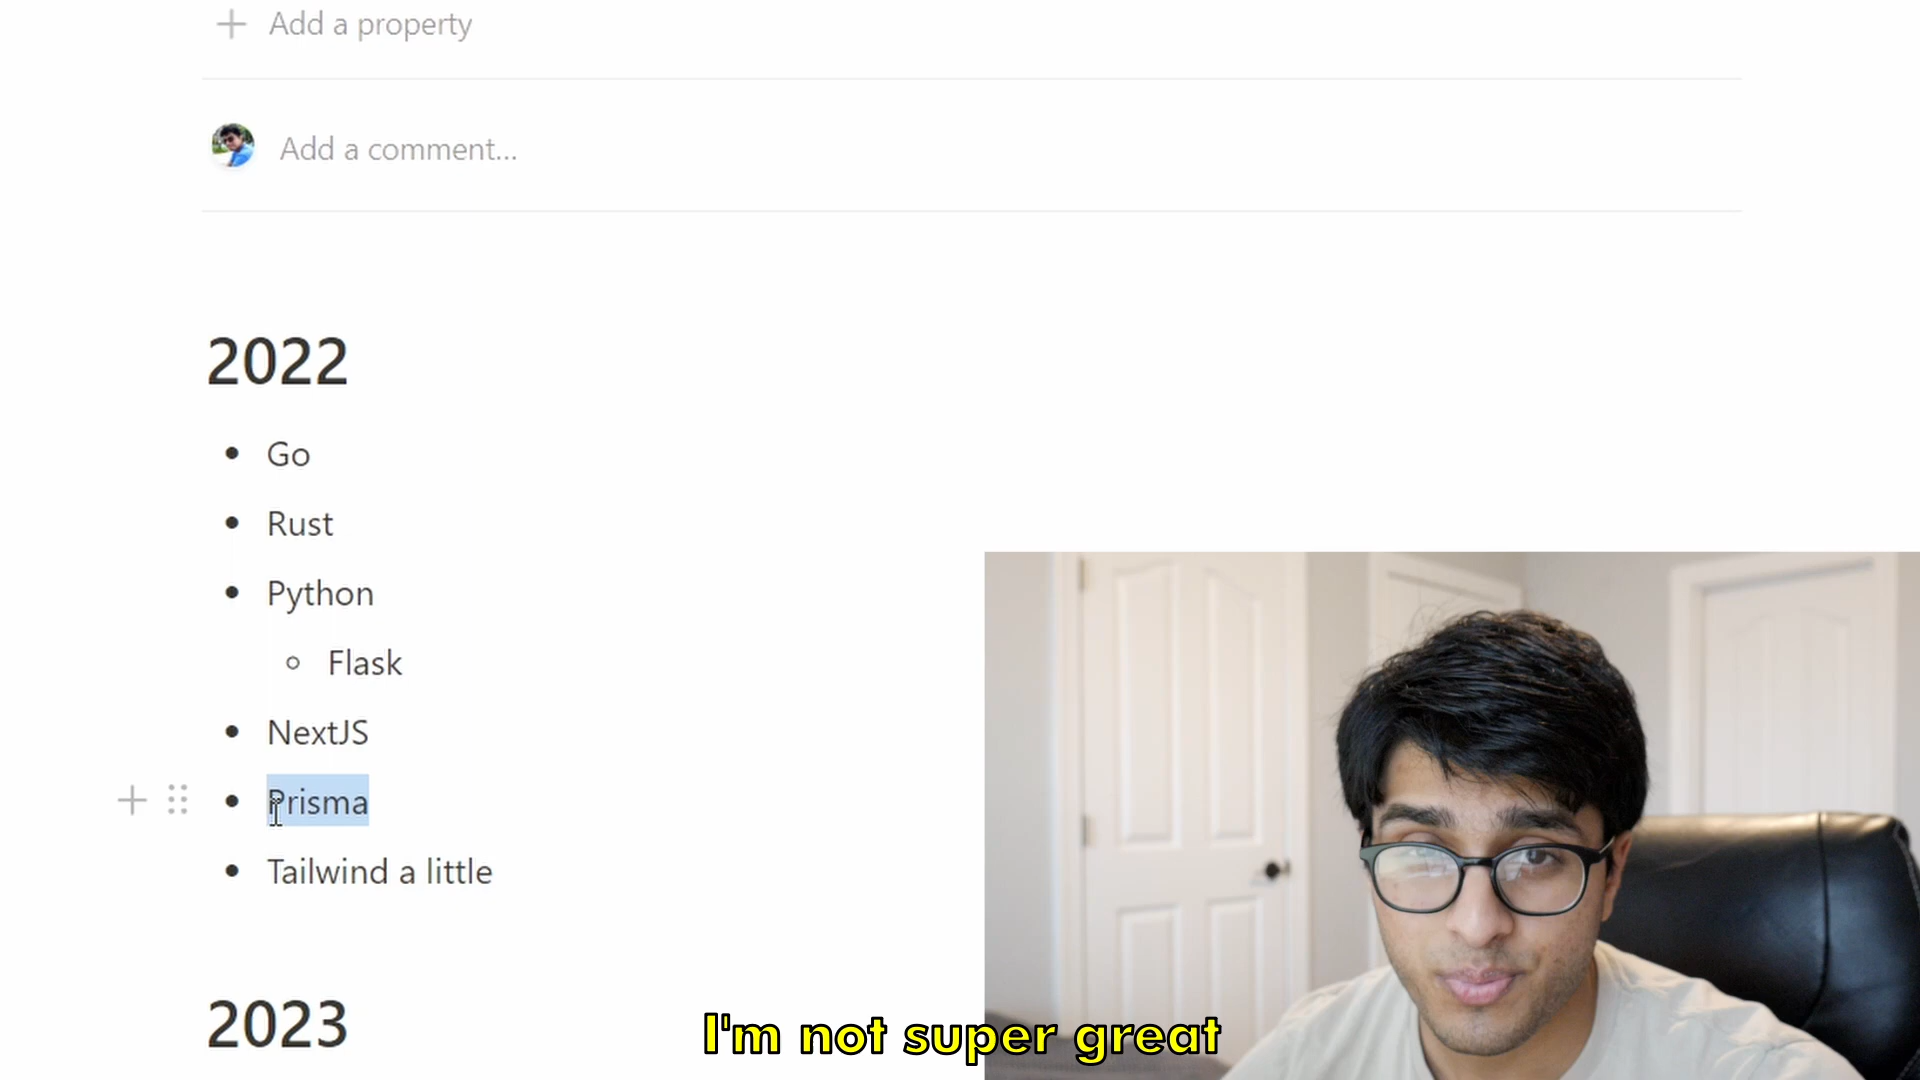 Add a property
Add a comment...
2022
Go
Rust
Python
Flask
NextJS
Prisma
Tailwind a little
2023
I'm not super great